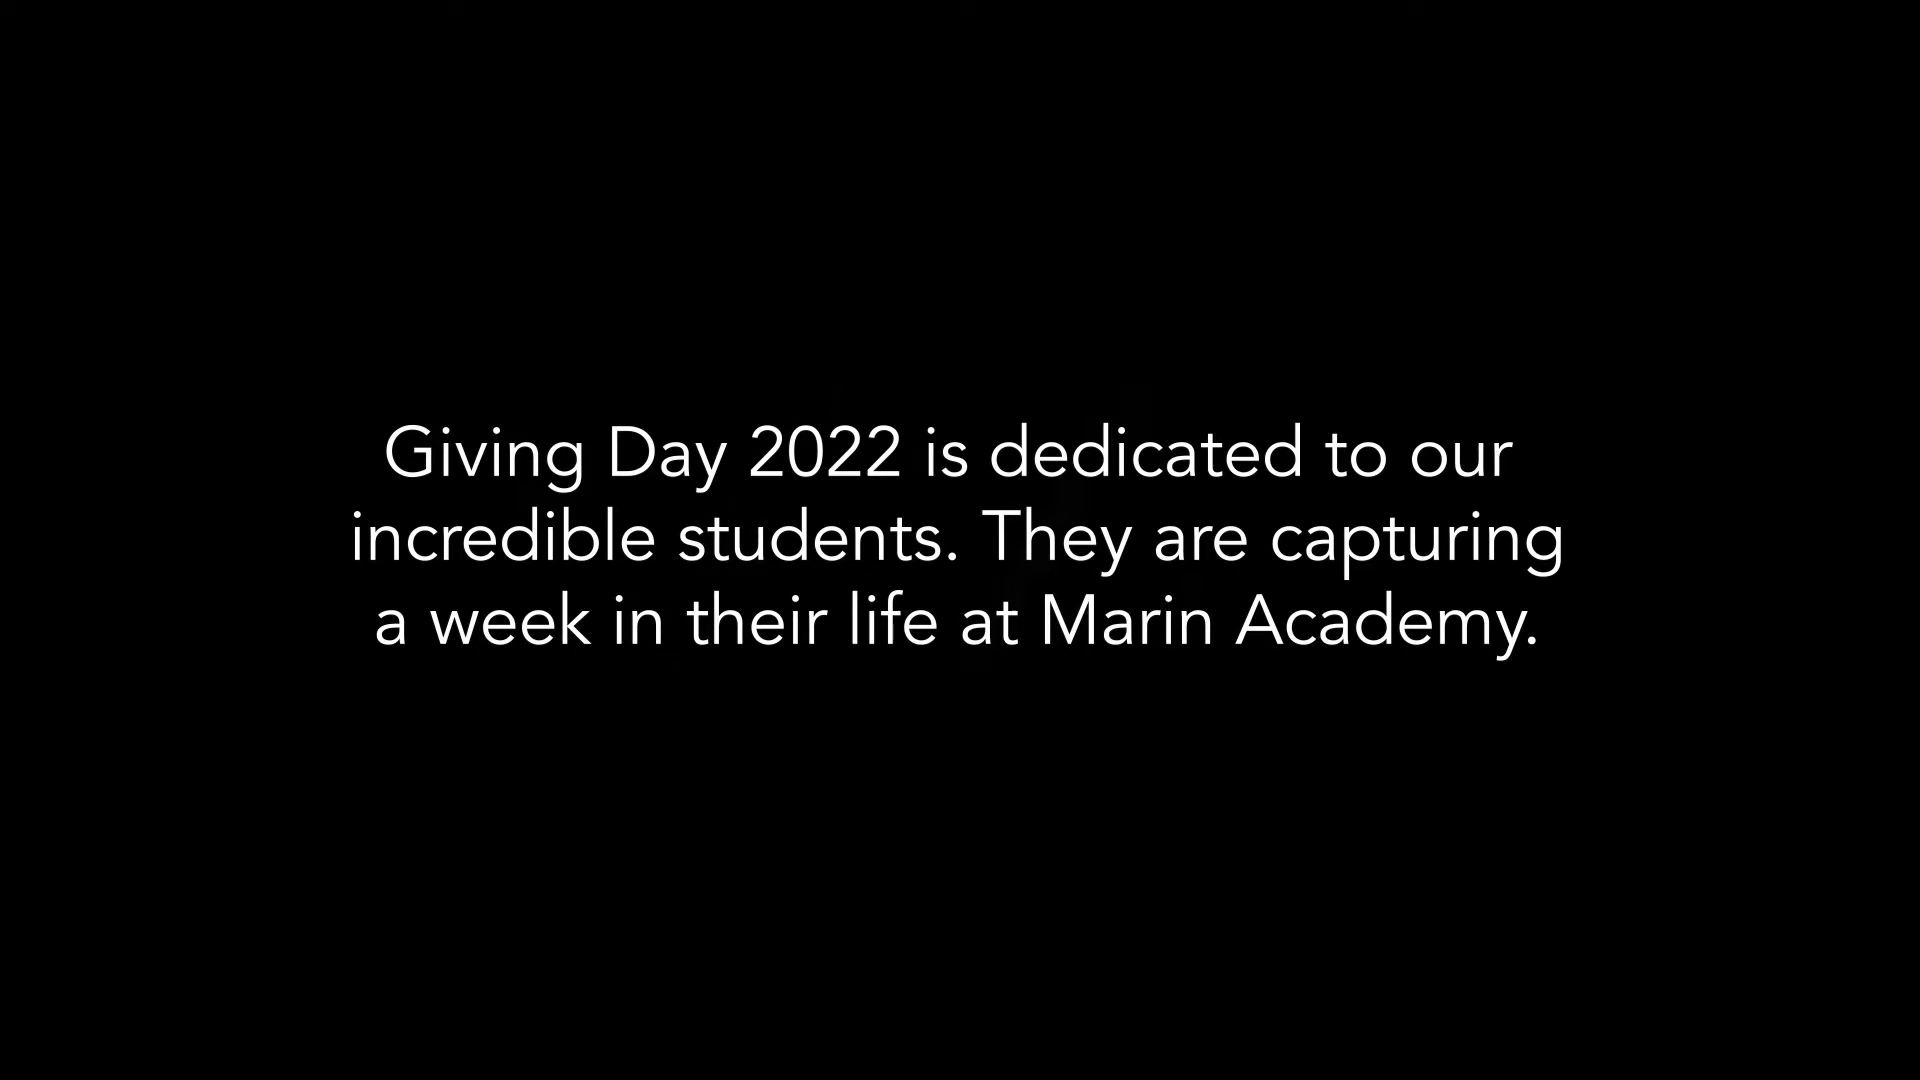 Giving Day 2022 is dedicated to our
incredible students. They are capturing
a week in their life at Marin Academy.